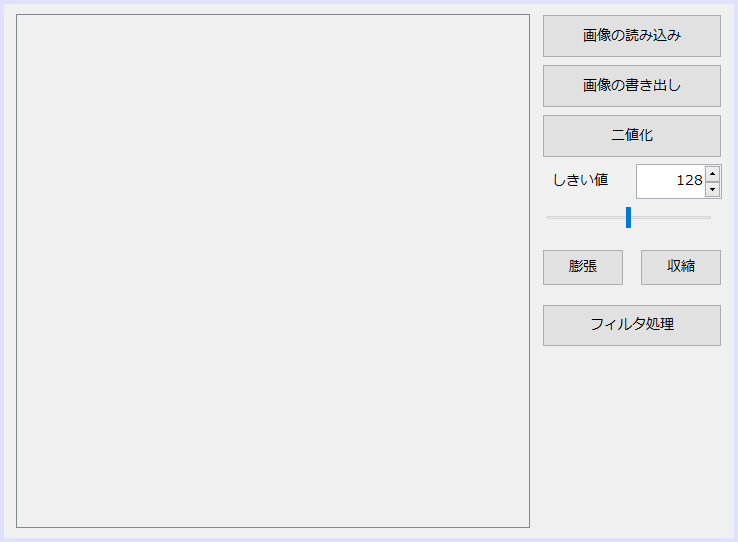 画像の読み込み
画像の書き出し
二値化
しきい値 128
膨張 収縮
フィルタ処理